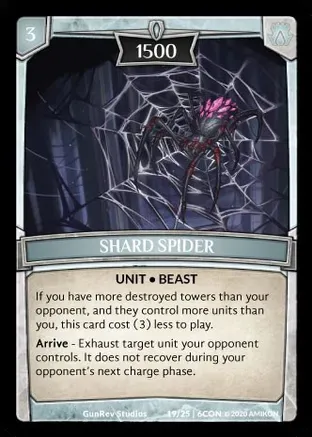 3
1500
SHARD SPIDER
UNIT • BEAST
If you have more destroyed towers than your
opponent, and they control more units than
you, this card cost (3) less to play.
Arrive - Exhaust target unit your opponent
controls. It does not recover during your
opponent's next charge phase.
GunRev Studios 19/25 | 6CON © 2020 AMIKON